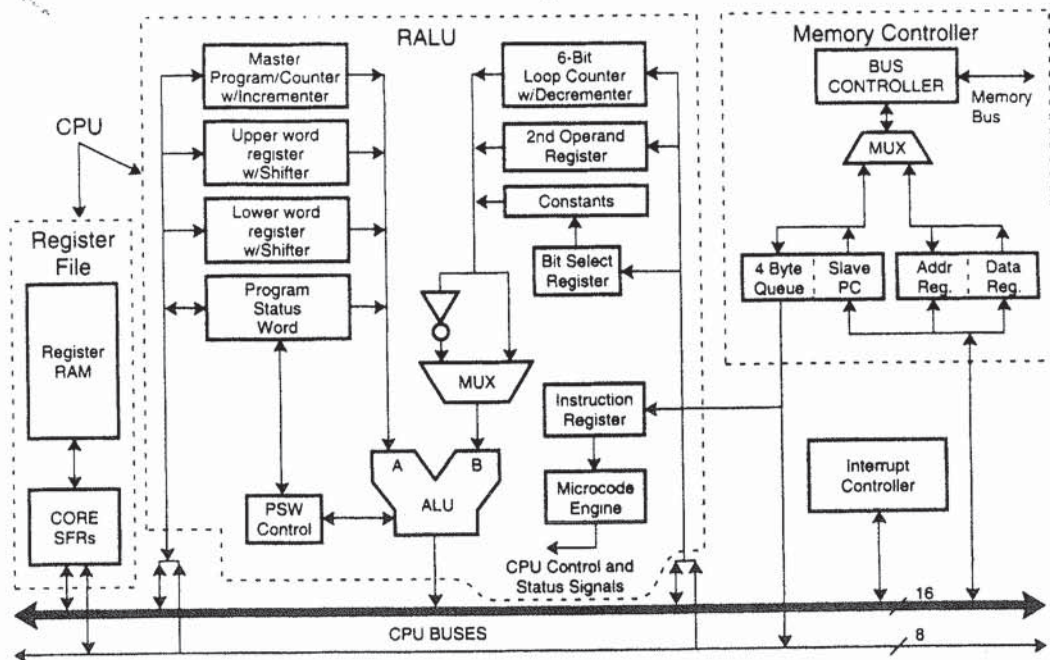 RALU
Memory Controller
CPU
Master
Program/Counter
w/Incrementer
6-Bit
Loop Counter
w/Decrementer
BUS
CONTROLLER
Memory
Bus
Upper word
register
w/Shifter
2nd Operand
Register
MUX
Constants
Lower word
register
w/Shifter
Bit Select
Register
Register
File
4 Byte
Queue
Slave
PC
Addr
Reg.
Data
Reg.
Program
Status
Word
Register
RAM
MUX
Instruction
Register
A
B
ALU
Interrupt
Controller
CORE
SFRs
PSW
Control
Microcode
Engine
CPU Control and
Status Signals
16
CPU BUSES
8